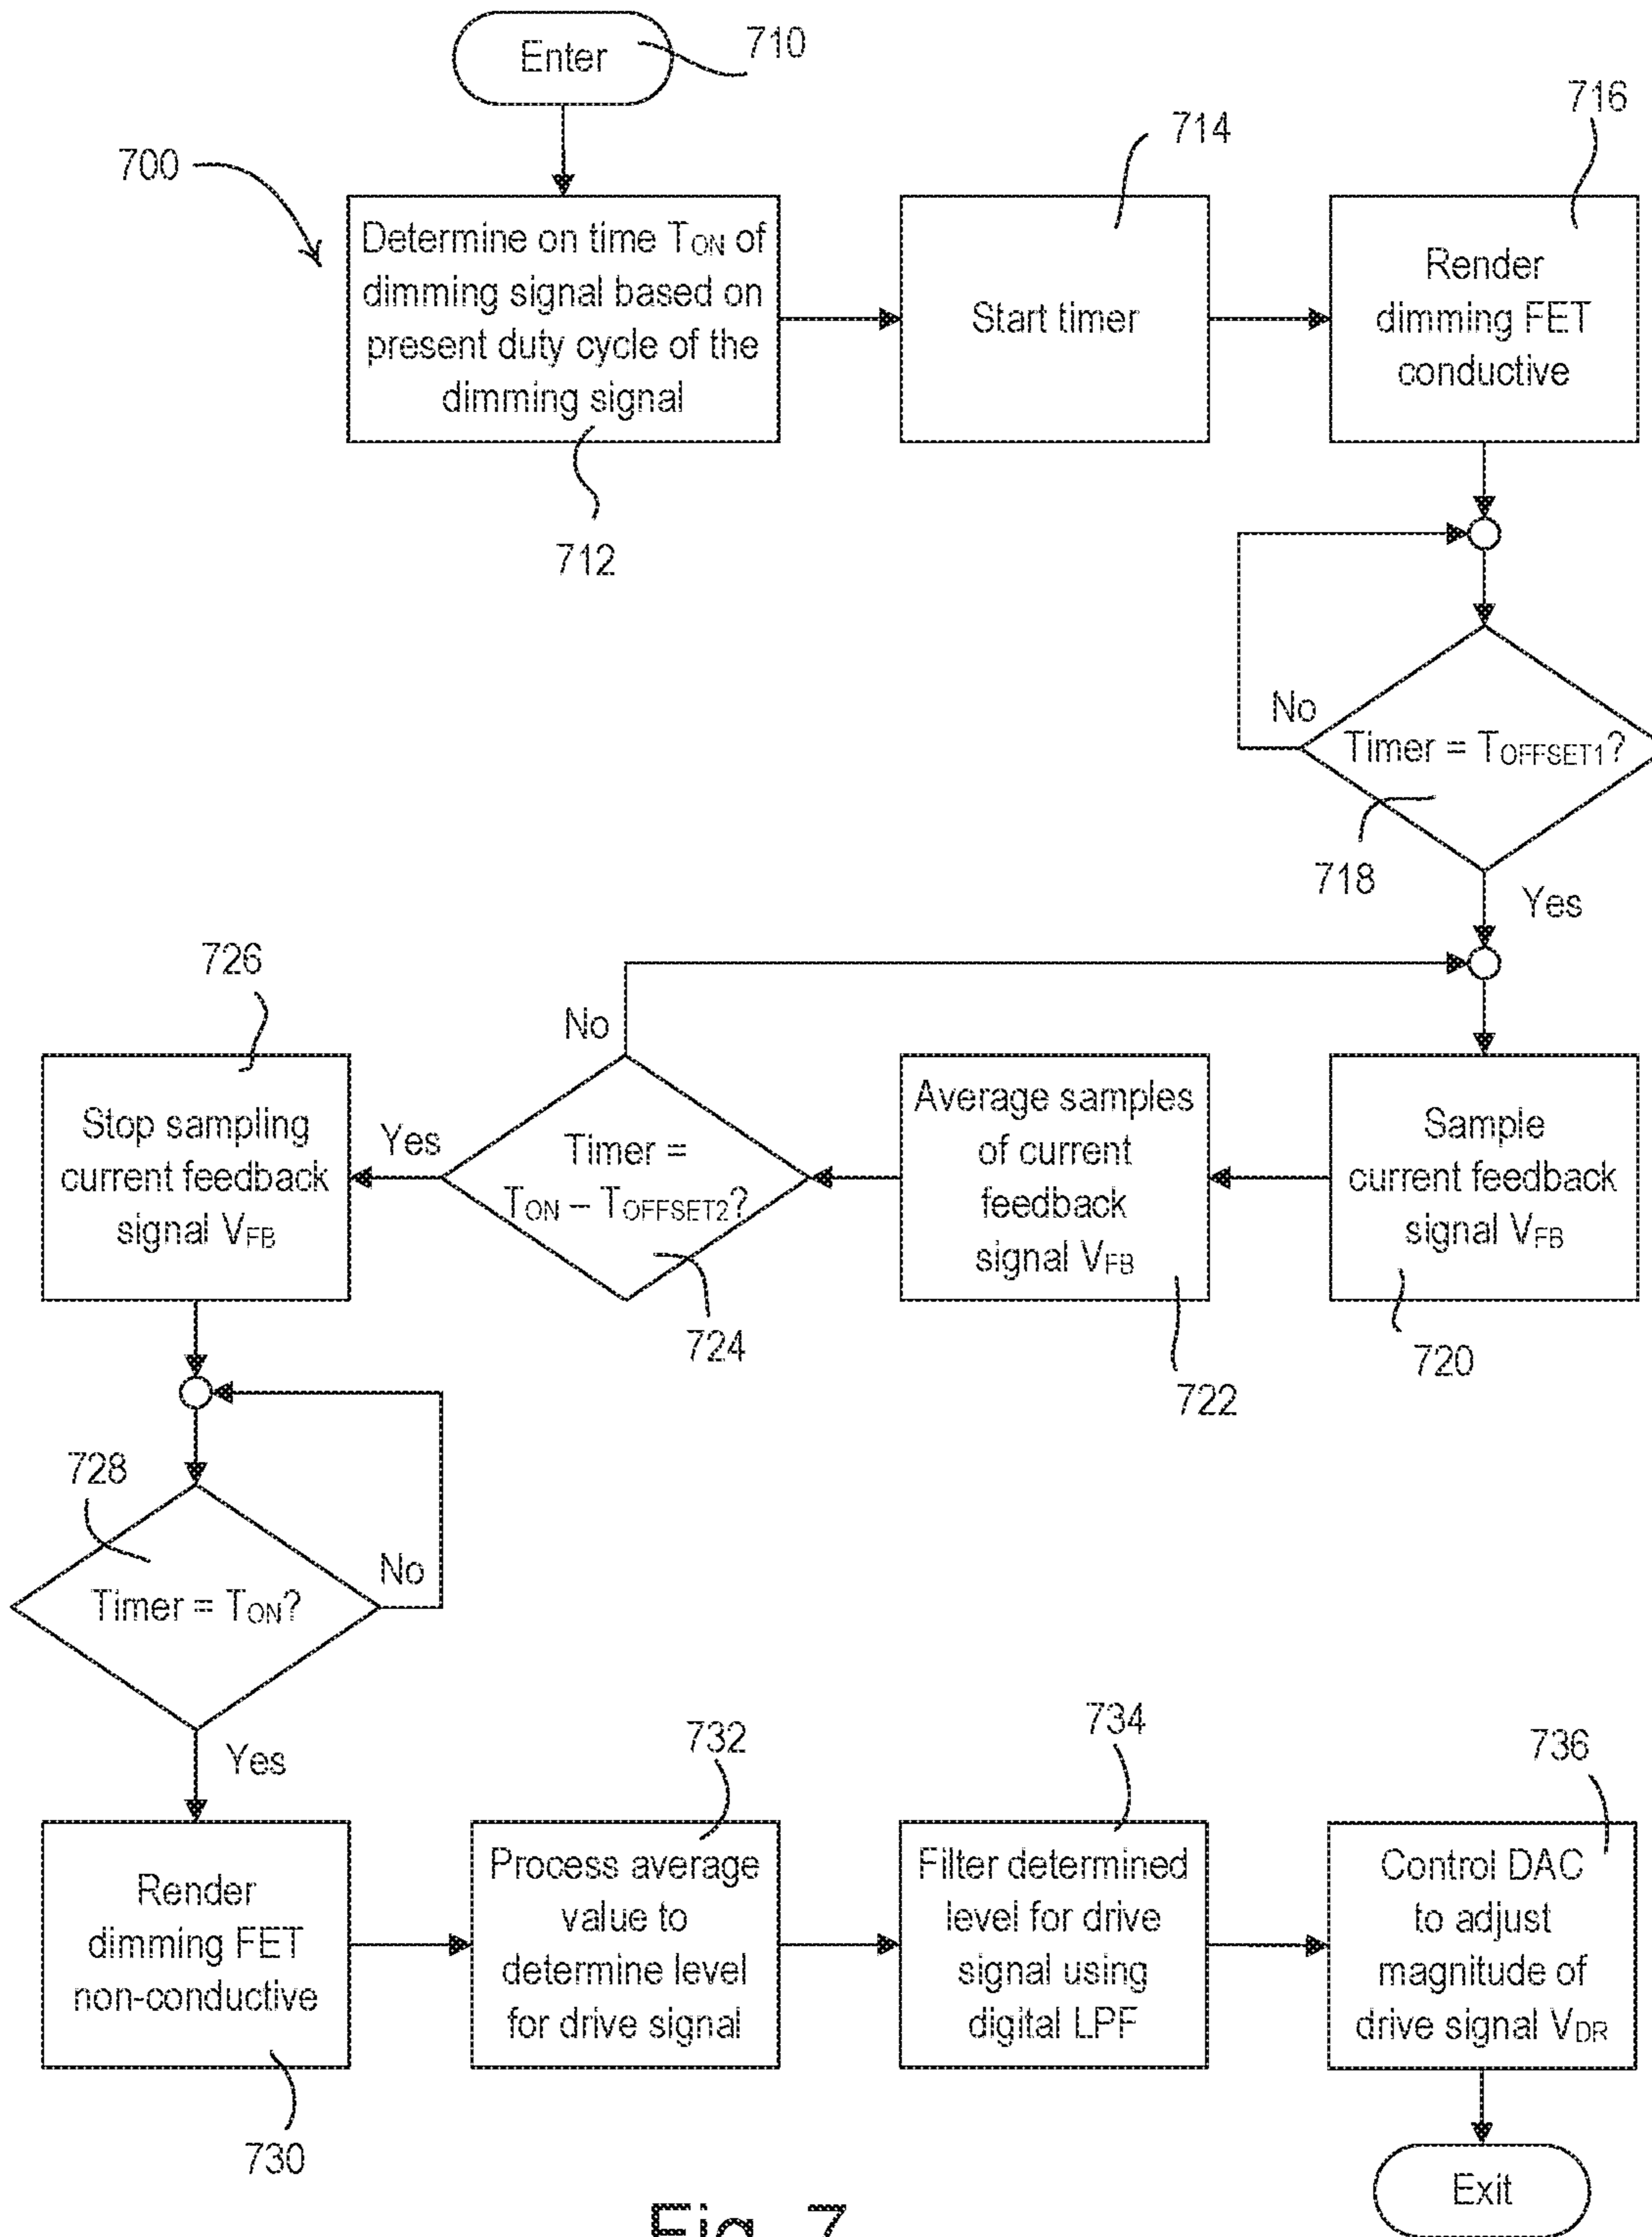 Enter
710
700
714
716
Determine on time TON of
dimming signal based on
present duty cycle of the
dimming signal
Start timer
Render
dimming FET
conductive
712
No
Timer = TOFFSET1?
718
Yes
726
No
Stop sampling
current feedback
signal VFB
Yes
Timer =
TON – TOFFSET2?
Average samples
of current
feedback
signal VFB
Sample
current feedback
signal VFB
724
722
720
728
No
Timer = TON?
Yes
732
734
736
Render
dimming FET
non-conductive
Process average
value to
determine level
for drive signal
Filter determined
level for drive
signal using
digital LPF
Control DAC
to adjust
magnitude of
drive signal VDR
730
Exit
Fig. 7